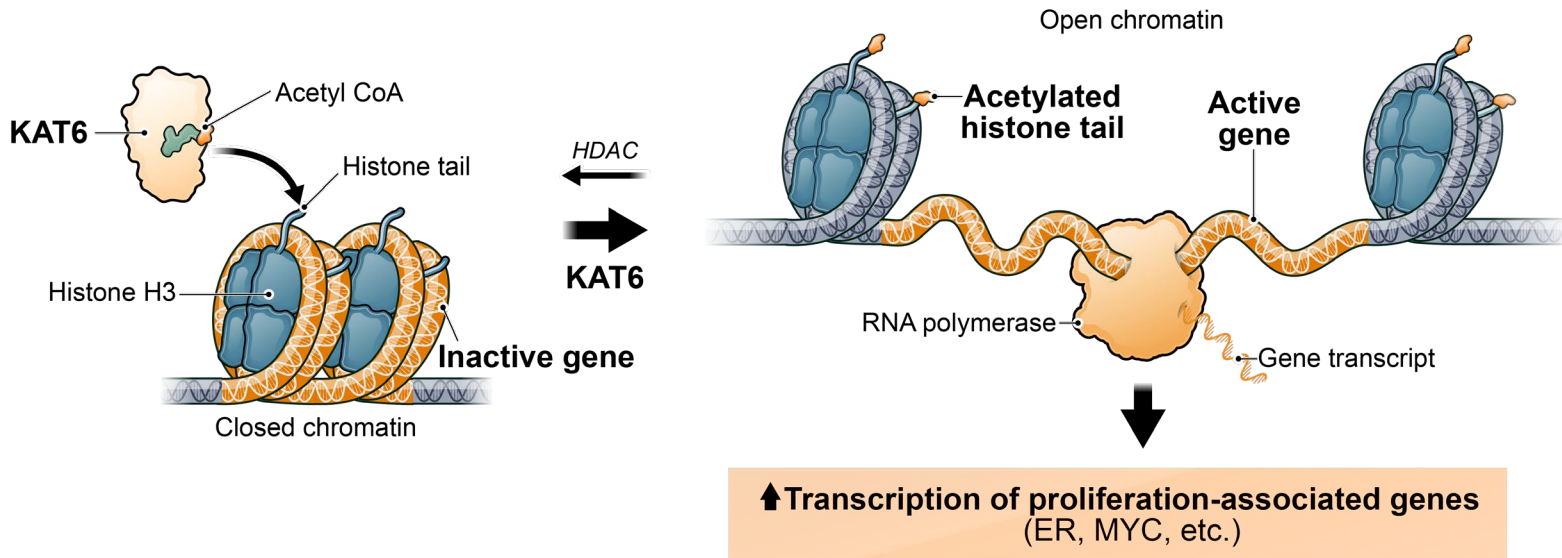 KAT6
Acetyl CoA
Histone tail
Histone H3
Inactive gene
Closed chromatin
HDAC
KAT6
Open chromatin
Acetylated
histone tail
Active
gene
RNA polymerase
Gene transcript
Transcription of proliferation-associated genes
(ER, MYC, etc.)